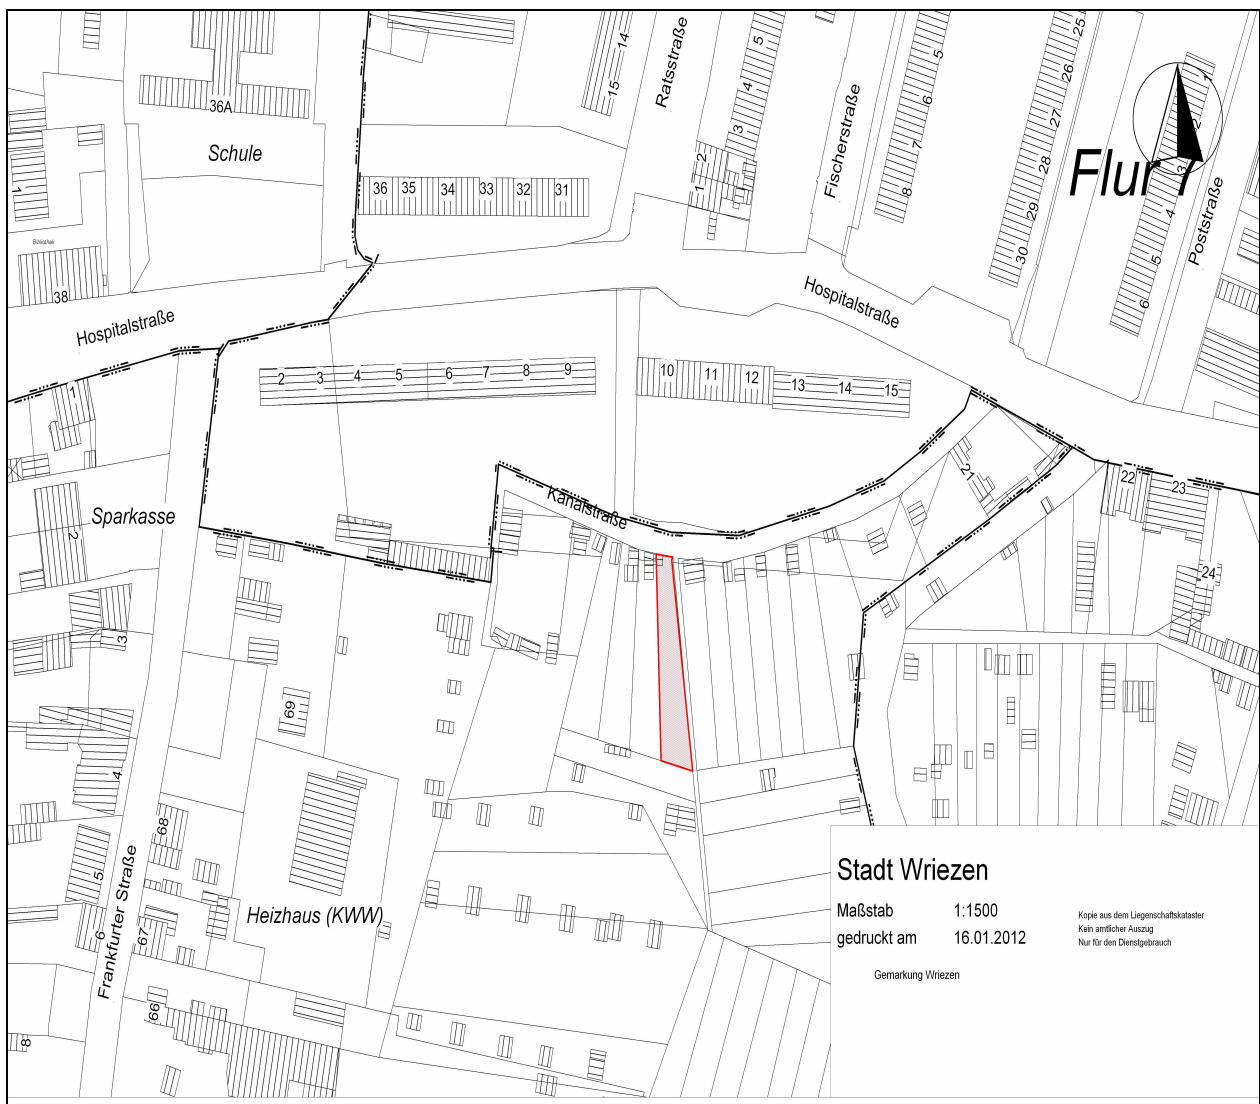 36A
Schule
1
Bibliothek
38
Hospitalstraße
36 35 34 33 32 31
14
15
Ratsstraße
5
4
3
2
1
Fischerstraße
5
6
7
8
25
26
27
28
29
30
Flur 7
1
2
3
4
5
6
Poststraße
Hospitalstraße
2 3 4 5 6 7 8 9
10 11 12 13 14 15
1
Sparkasse
2
3
Kanalstraße
21
22
23
24
69
4
68
5
Frankfurter Straße
6
67
Heizhaus (KWW)
66
8
Stadt Wriezen
Maßstab 1:1500
gedruckt am 16.01.2012
Kopie aus dem Liegenschaftskataster
Kein amtlicher Auszug
Nur für den Dienstgebrauch
Gemarkung Wriezen